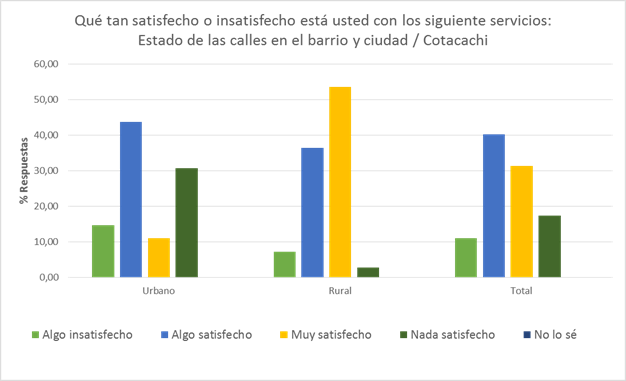 Qué tan satisfecho o insatisfecho está usted con los siguiente servicios:
Estado de las calles en el barrio y ciudad / Cotacachi
% Respuestas
60,00
50,00
40,00
30,00
20,00
10,00
0,00
Urbano Rural Total
Algo insatisfecho Algo satisfecho Muy satisfecho Nada satisfecho No lo sé